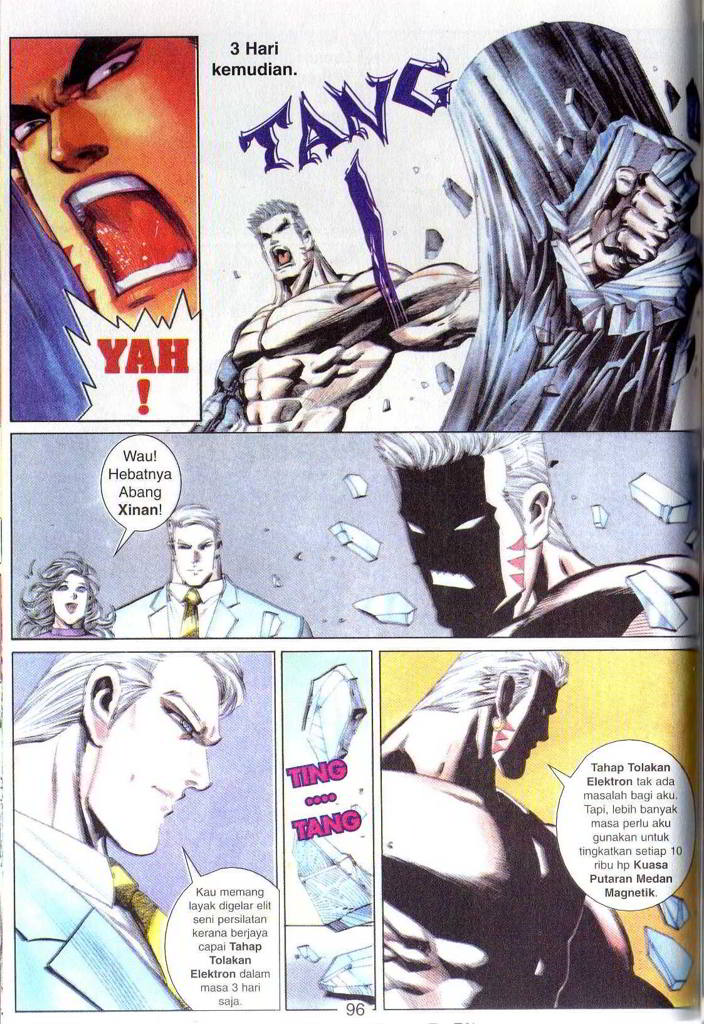 3 Hari
kemudian.
TANG
YAH
!
Wau!
Hebatnya
Abang
Xinan!
Kau memang
layak digelar elit
seni persilatan
kerana berjaya
capai Tahap
Tolakan
Elektron dalam
masa 3 hari
saja.
TING
....
TANG
Tahap Tolakan
Elektron tak ada
masalah bagi aku.
Tapi, lebih banyak
masa perlu aku
gunakan untuk
tingkatkan setiap 10
ribu hp Kuasa
Putaran Medan
Magnetik.
96